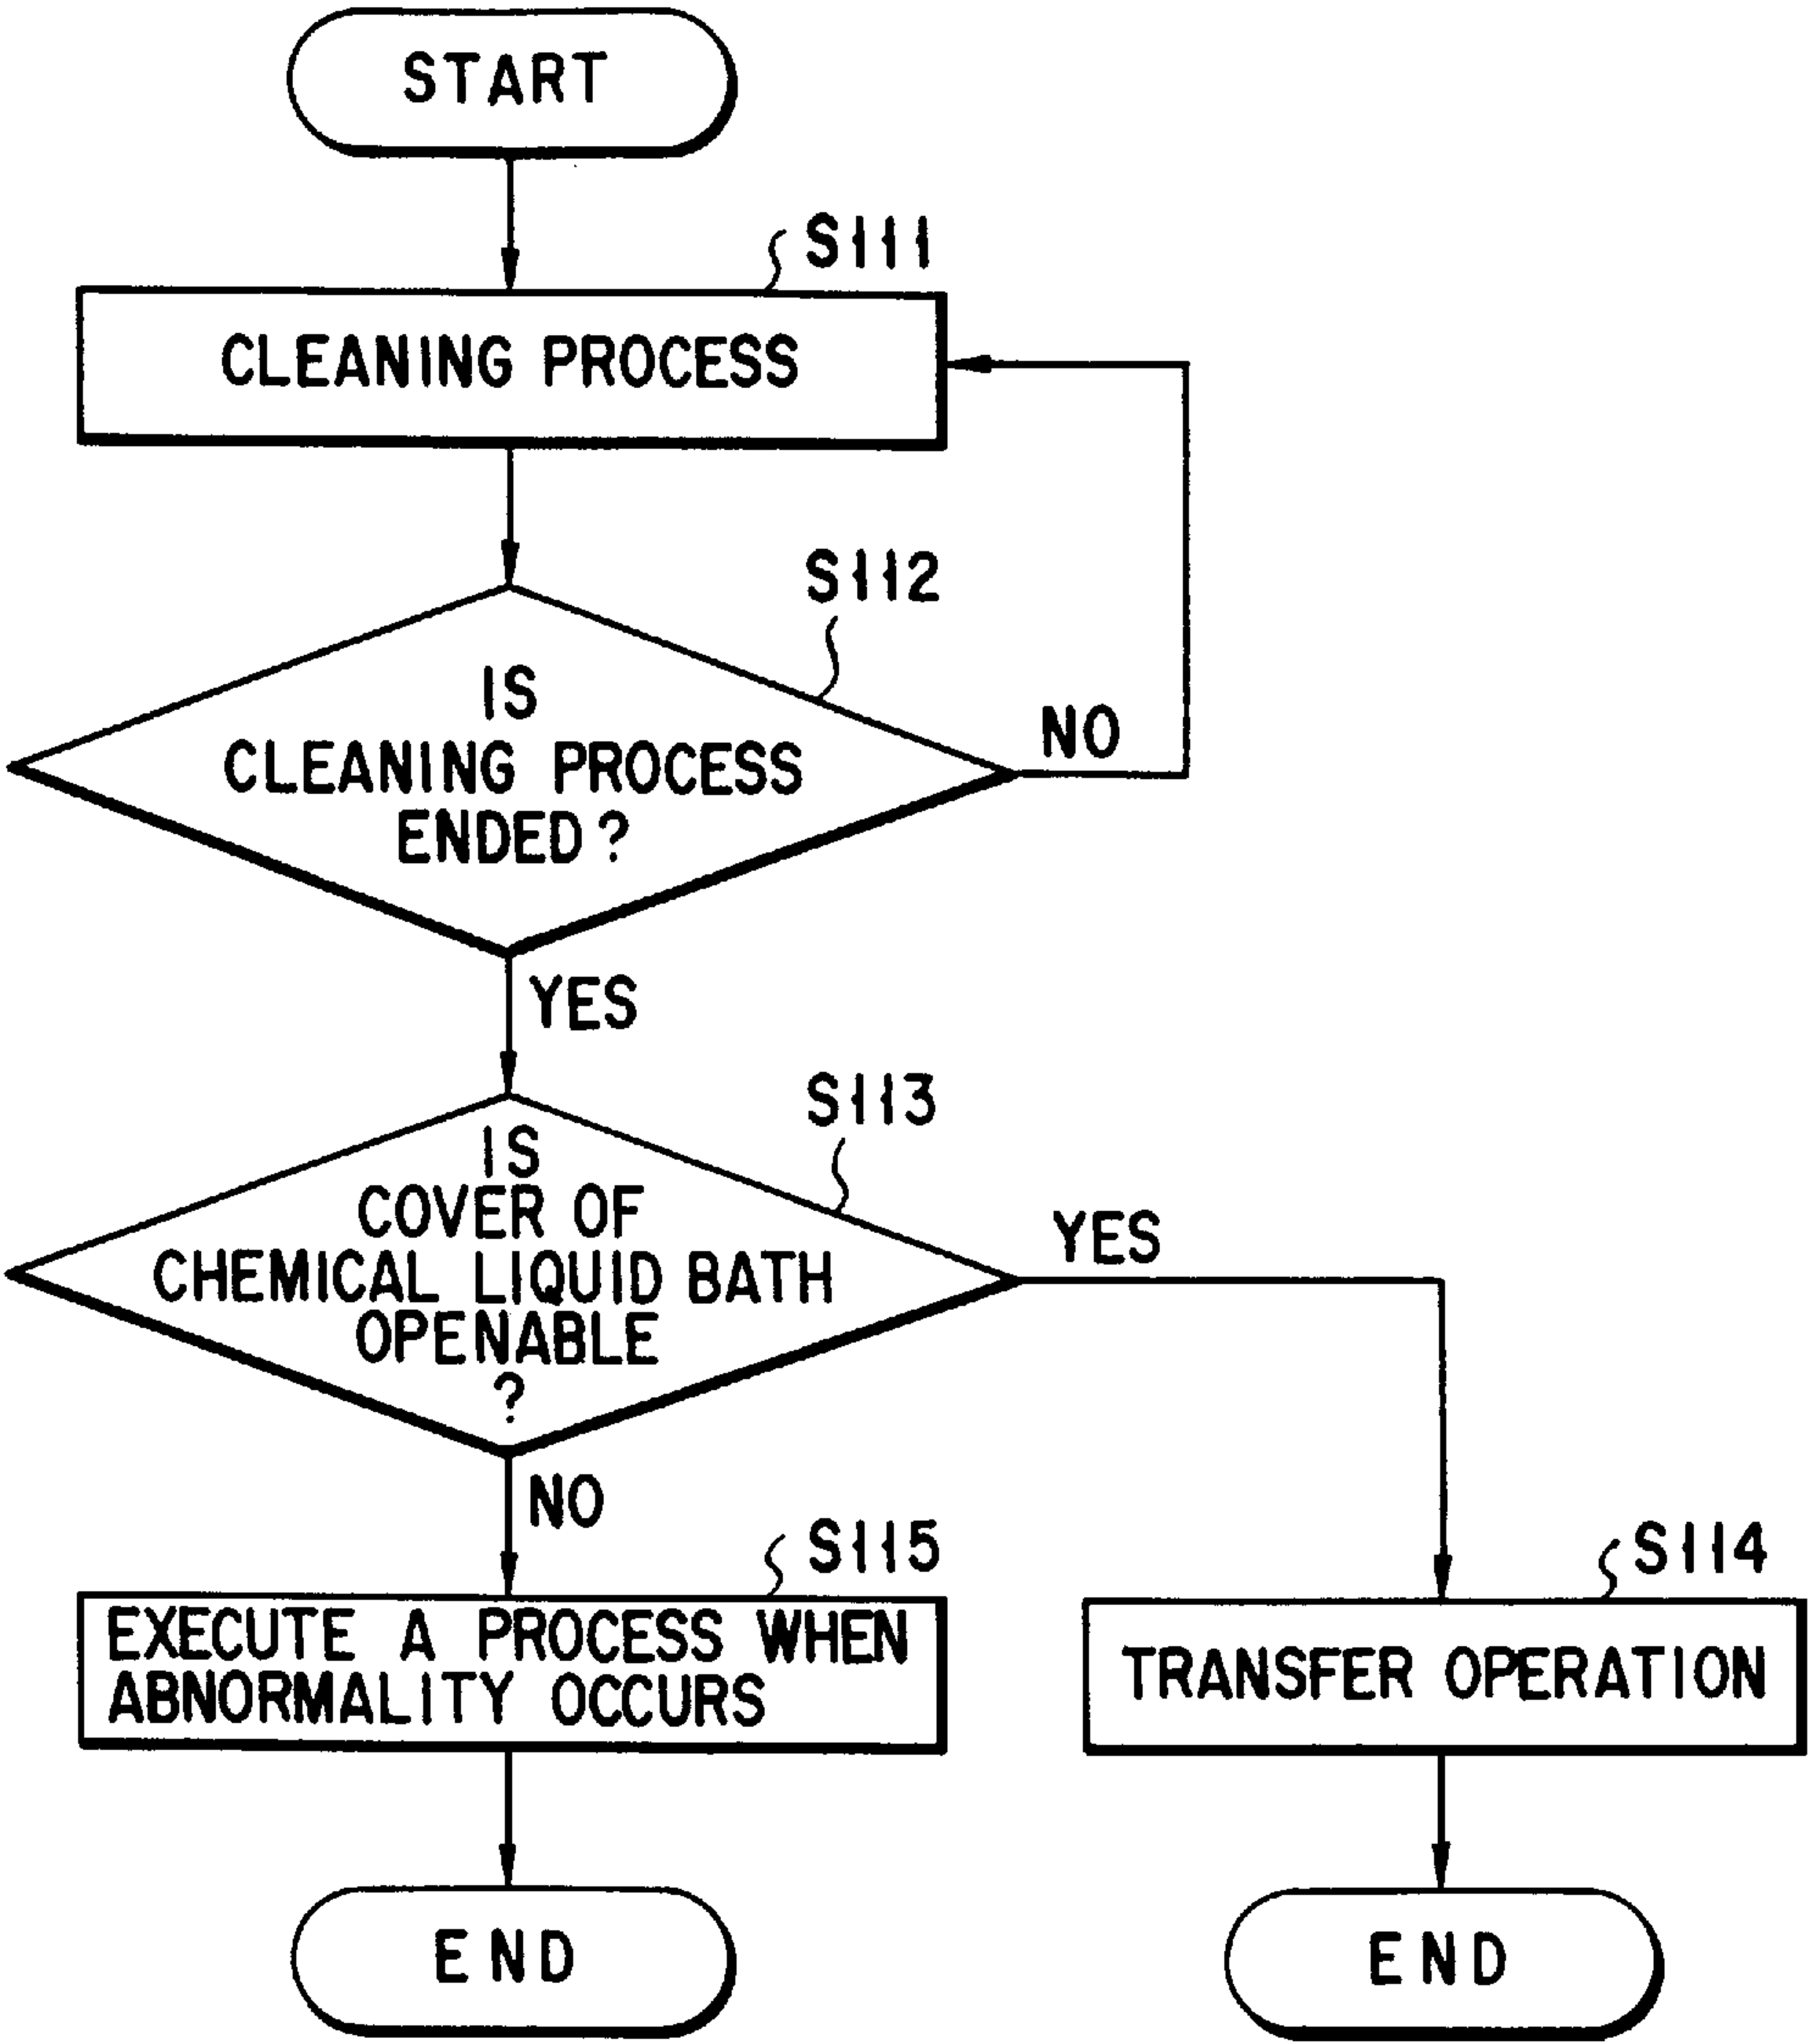 START
S111
CLEANING PROCESS
S112
IS
CLEANING PROCESS
ENDED?
NO
YES
S113
IS
COVER OF
CHEMICAL LIQUID BATH
OPENABLE
?
YES
NO
S115
EXECUTE A PROCESS WHEN
ABNORMALITY OCCURS
S114
TRANSFER OPERATION
END
END